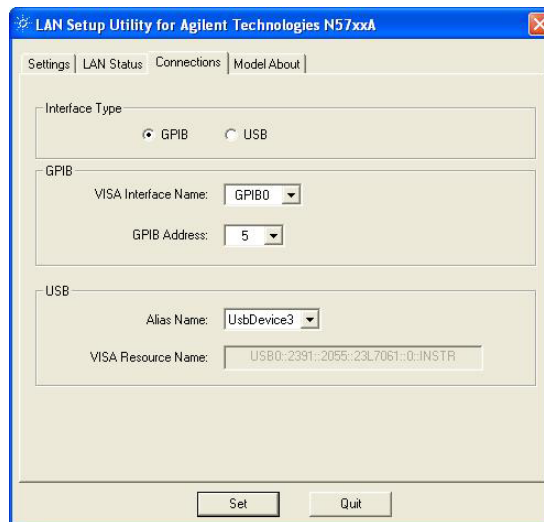 LAN Setup Utility for Agilent Technologies N57xxA
Settings LAN Status Connections Model About
Interface Type
GPIB USB
GPIB
VISA Interface Name: GPIB0
GPIB Address: 5
USB
Alias Name: UsbDevice3
VISA Resource Name: USB0::2391::2055::23L7061::0::INSTR
Set Quit